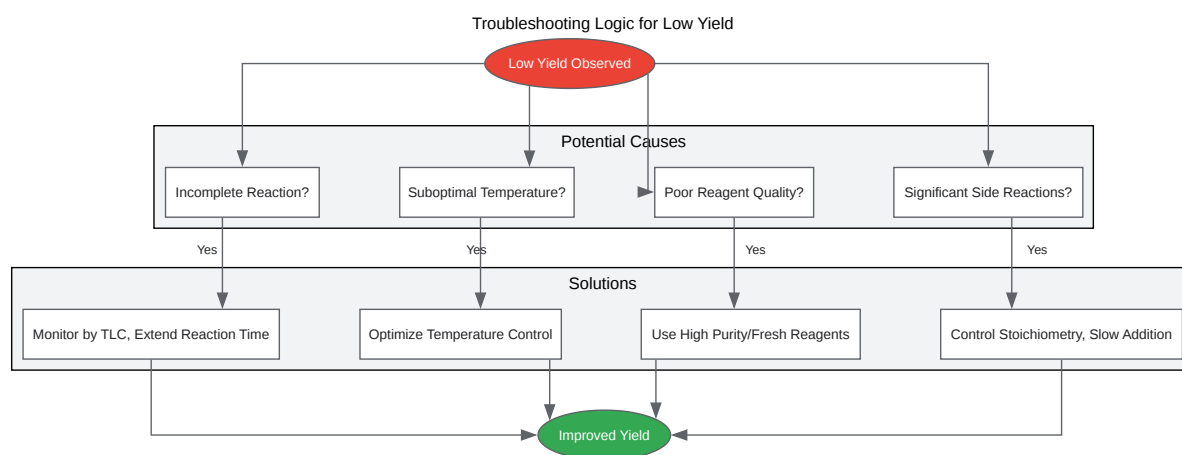 Troubleshooting Logic for Low Yield
Low Yield Observed
Potential Causes
Incomplete Reaction?
Suboptimal Temperature?
Poor Reagent Quality?
Significant Side Reactions?
Yes
Yes
Yes
Yes
Solutions
Monitor by TLC, Extend Reaction Time
Optimize Temperature Control
Use High Purity/Fresh Reagents
Control Stoichiometry, Slow Addition
Improved Yield